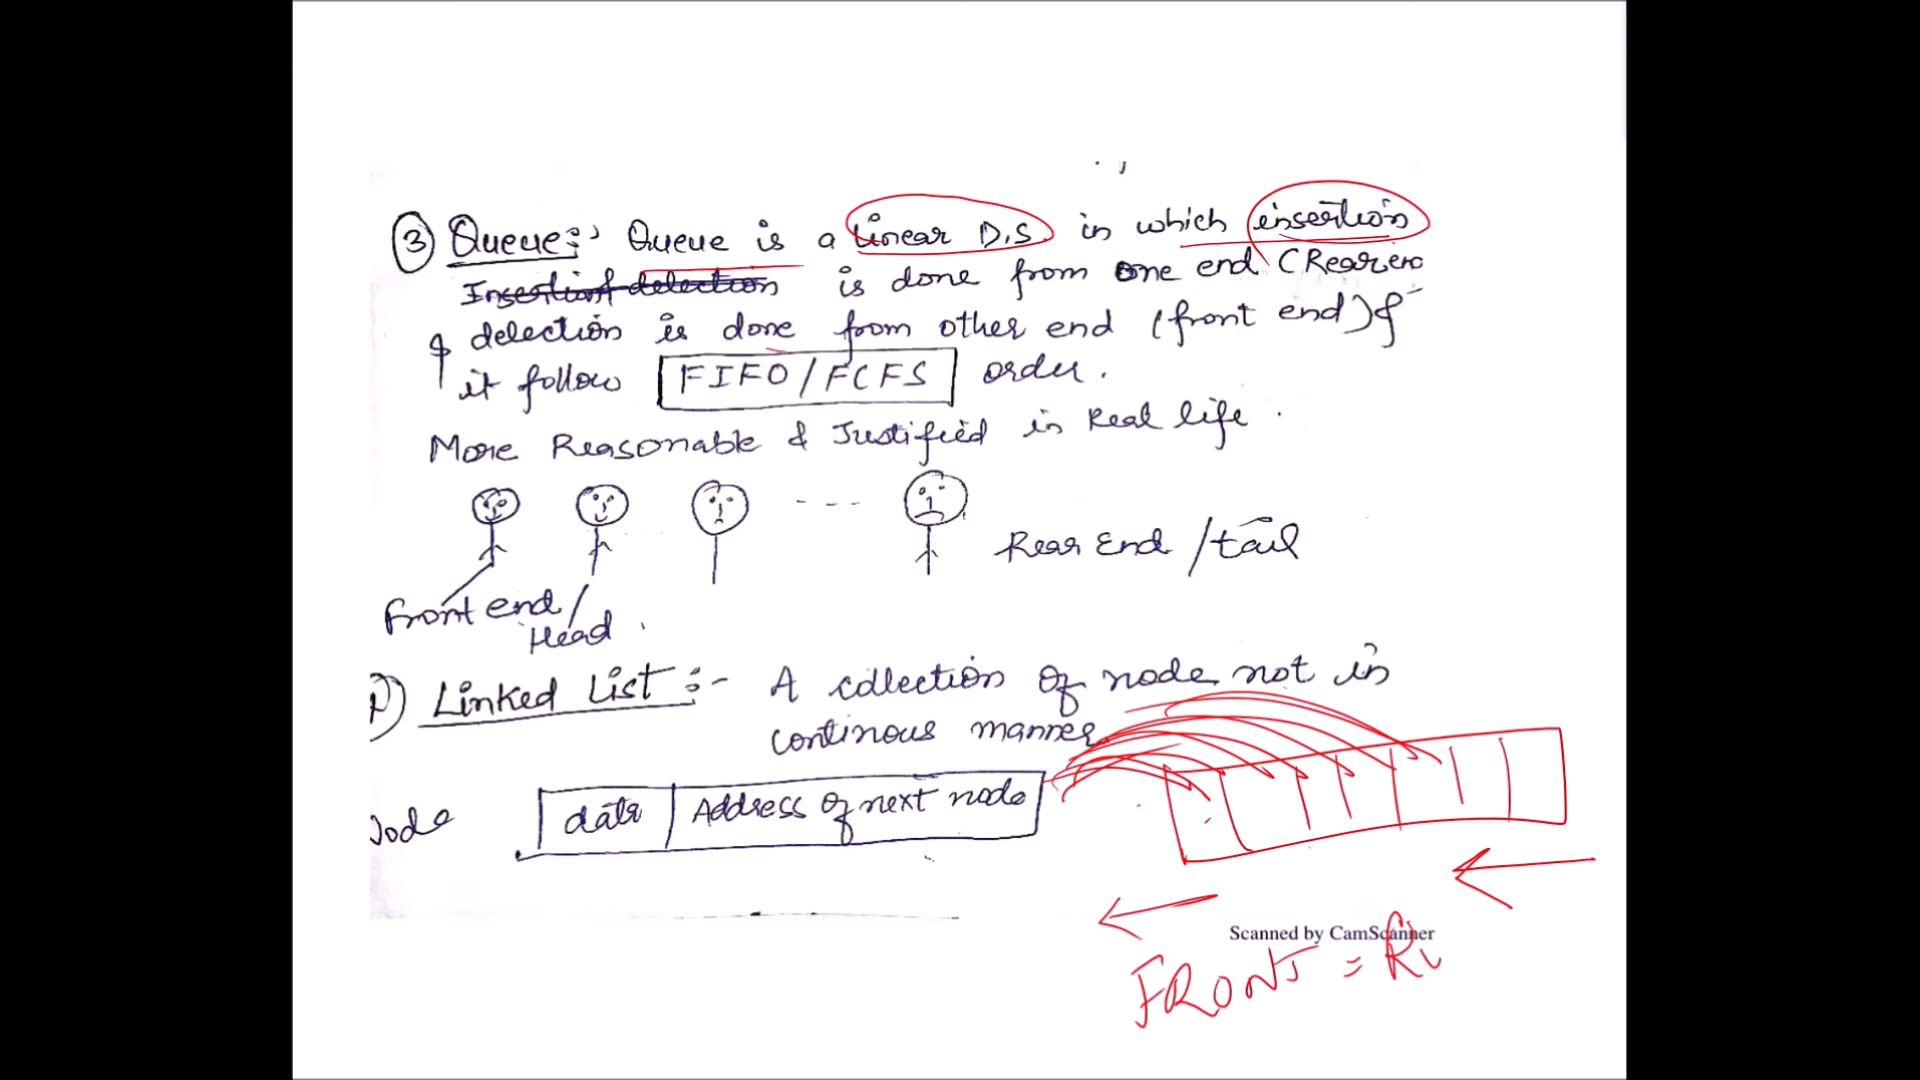 ③ Queue:- Queue is a Linear D.S. in which insertion
Insertion & delection is done from one end (Rear en
& delection is done from other end (front end) &
it follow FIFO/FCFS order.
More Reasonable & Justified in Real life.
- - -
Rear End / tail
Front end /
Head
Linked List :- A collection of node not in
continous manner
Node data Address of next node
Scanned by CamScanner
FRONT = R